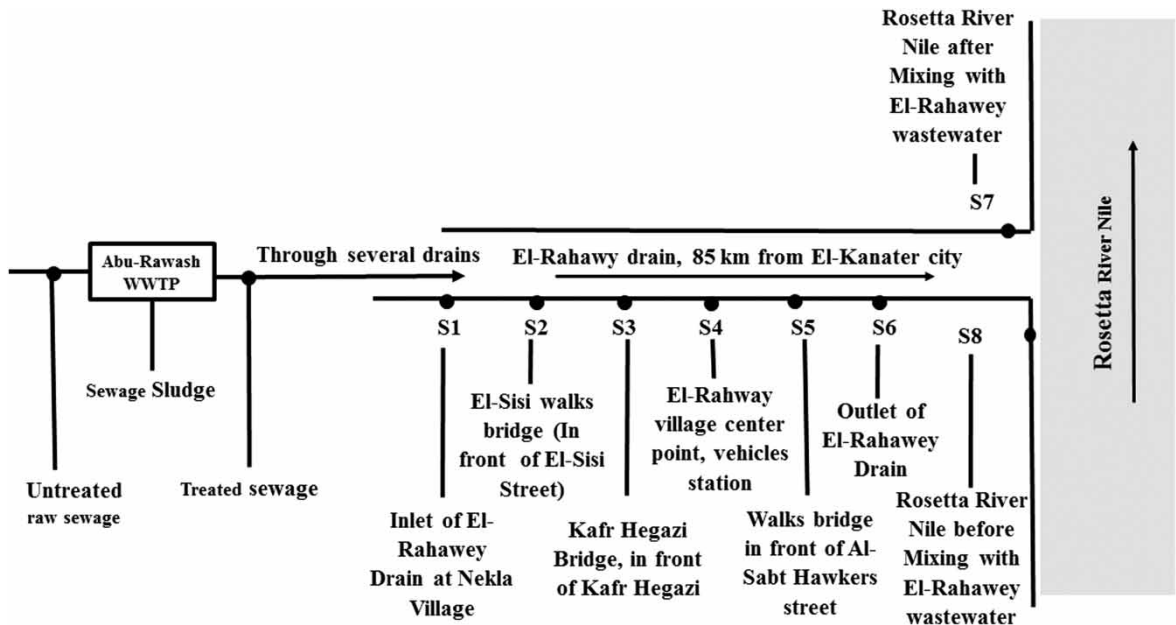 Rosetta River
Nile after
Mixing with
El-Rahawey
wastewater
S7
Abu-Rawash
WWTP
Through several drains
El-Rahawy drain, 85 km from El-Kanater city
Rosetta River Nile
S1
S2
S3
S4
S5
S6
S8
Sewage Sludge
Untreated
raw sewage
Treated sewage
Inlet of El-
Rahawey
Drain at Nekla
Village
El-Sisi walks
bridge (In
front of El-Sisi
Street)
Kafr Hegazi
Bridge, in front
of Kafr Hegazi
El-Rahway
village center
point, vehicles
station
Walks bridge
in front of Al-
Sabt Hawkers
street
Outlet of
El-Rahawey
Drain
Rosetta River
Nile before
Mixing with
El-Rahawey
wastewater